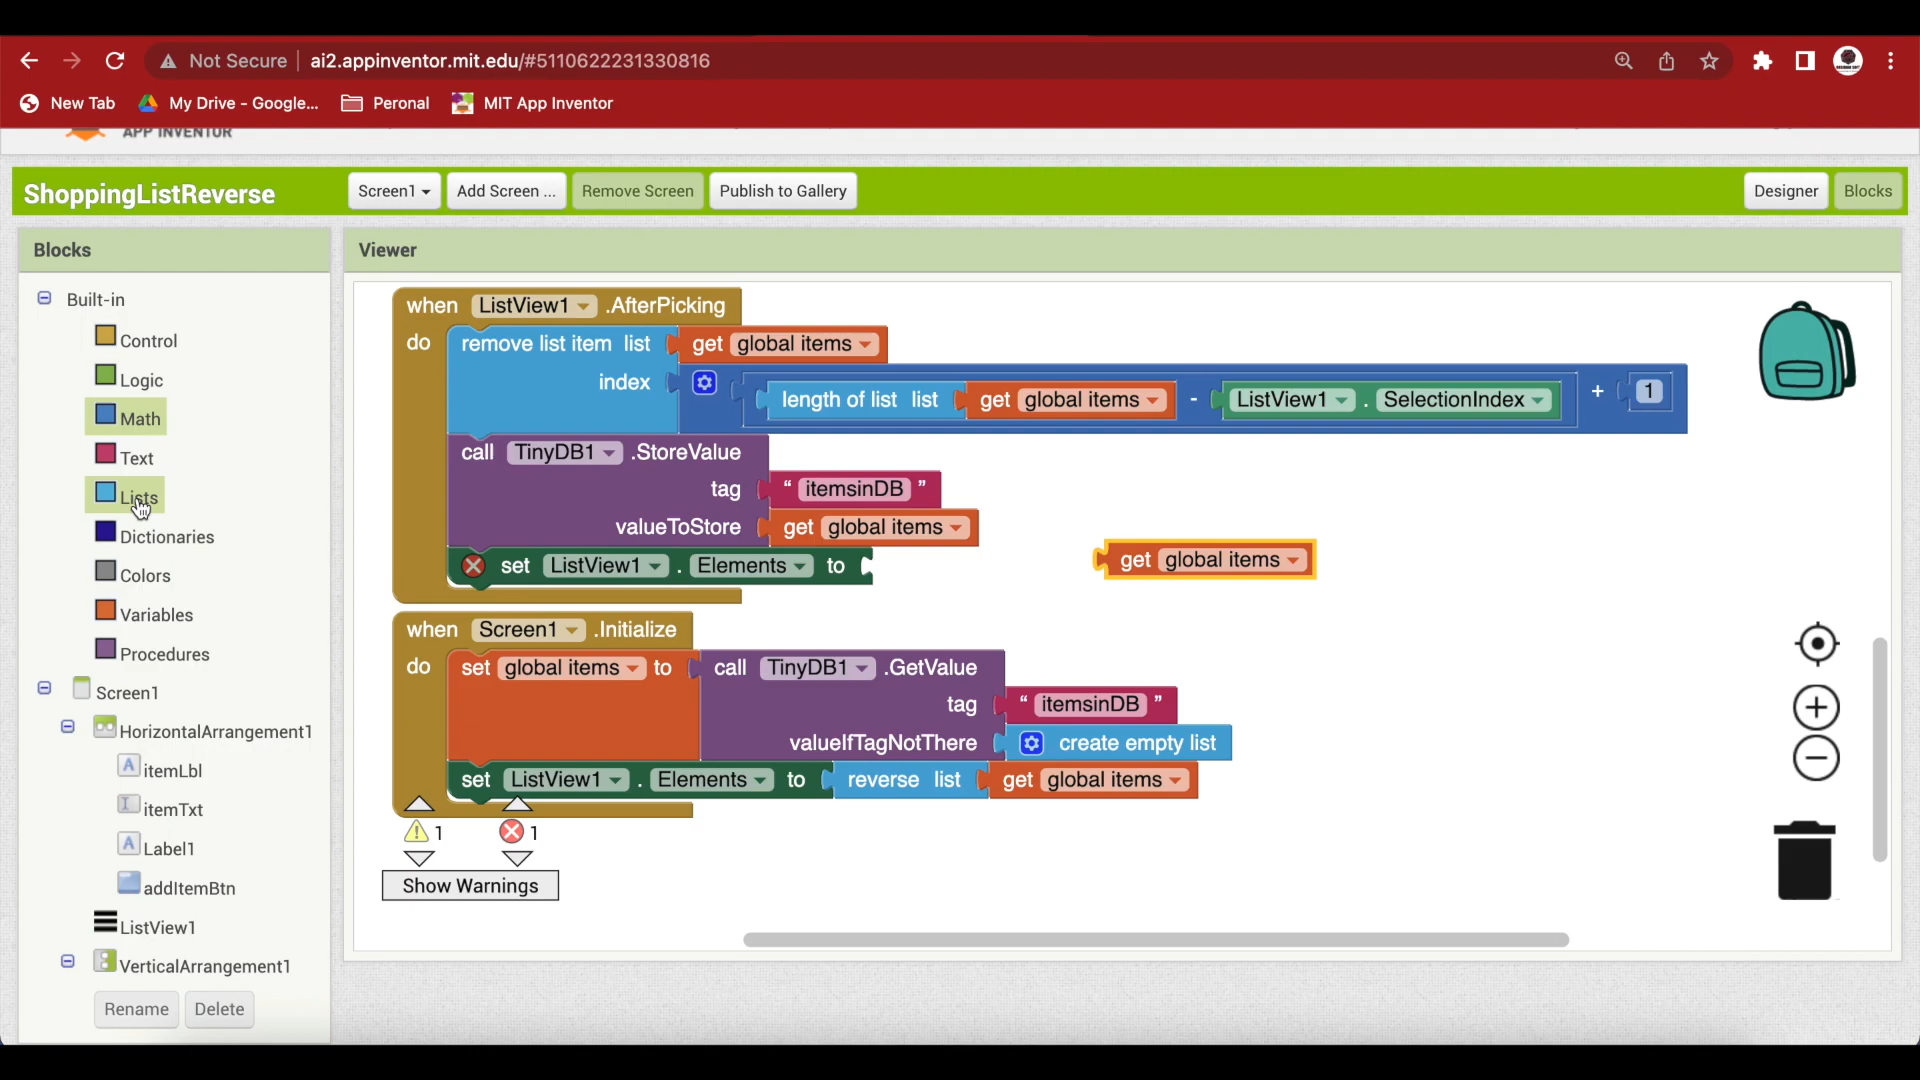 Not Secure ai2.appinventor.mit.edu/#5110622231330816
New Tab My Drive - Google... Peronal MIT App Inventor
APP INVENTOR
ShoppingListReverse Screen1 Add Screen ... Remove Screen Publish to Gallery Designer Blocks
Blocks
Viewer
Built-in
Control
Logic
Math
Text
Lists
Dictionaries
Colors
Variables
Procedures
Screen1
HorizontalArrangement1
itemLbl
itemTxt
Label1
addItemBtn
ListView1
VerticalArrangement1
Rename Delete
when ListView1 .AfterPicking
do remove list item list get global items
index length of list list get global items - ListView1 . SelectionIndex + 1
call TinyDB1 .StoreValue
tag " itemsinDB "
valueToStore get global items
set ListView1 . Elements to
get global items
when Screen1 .Initialize
do set global items to call TinyDB1 .GetValue
tag " itemsinDB "
valueIfTagNotThere create empty list
set ListView1 . Elements to reverse list get global items
1 1
Show Warnings